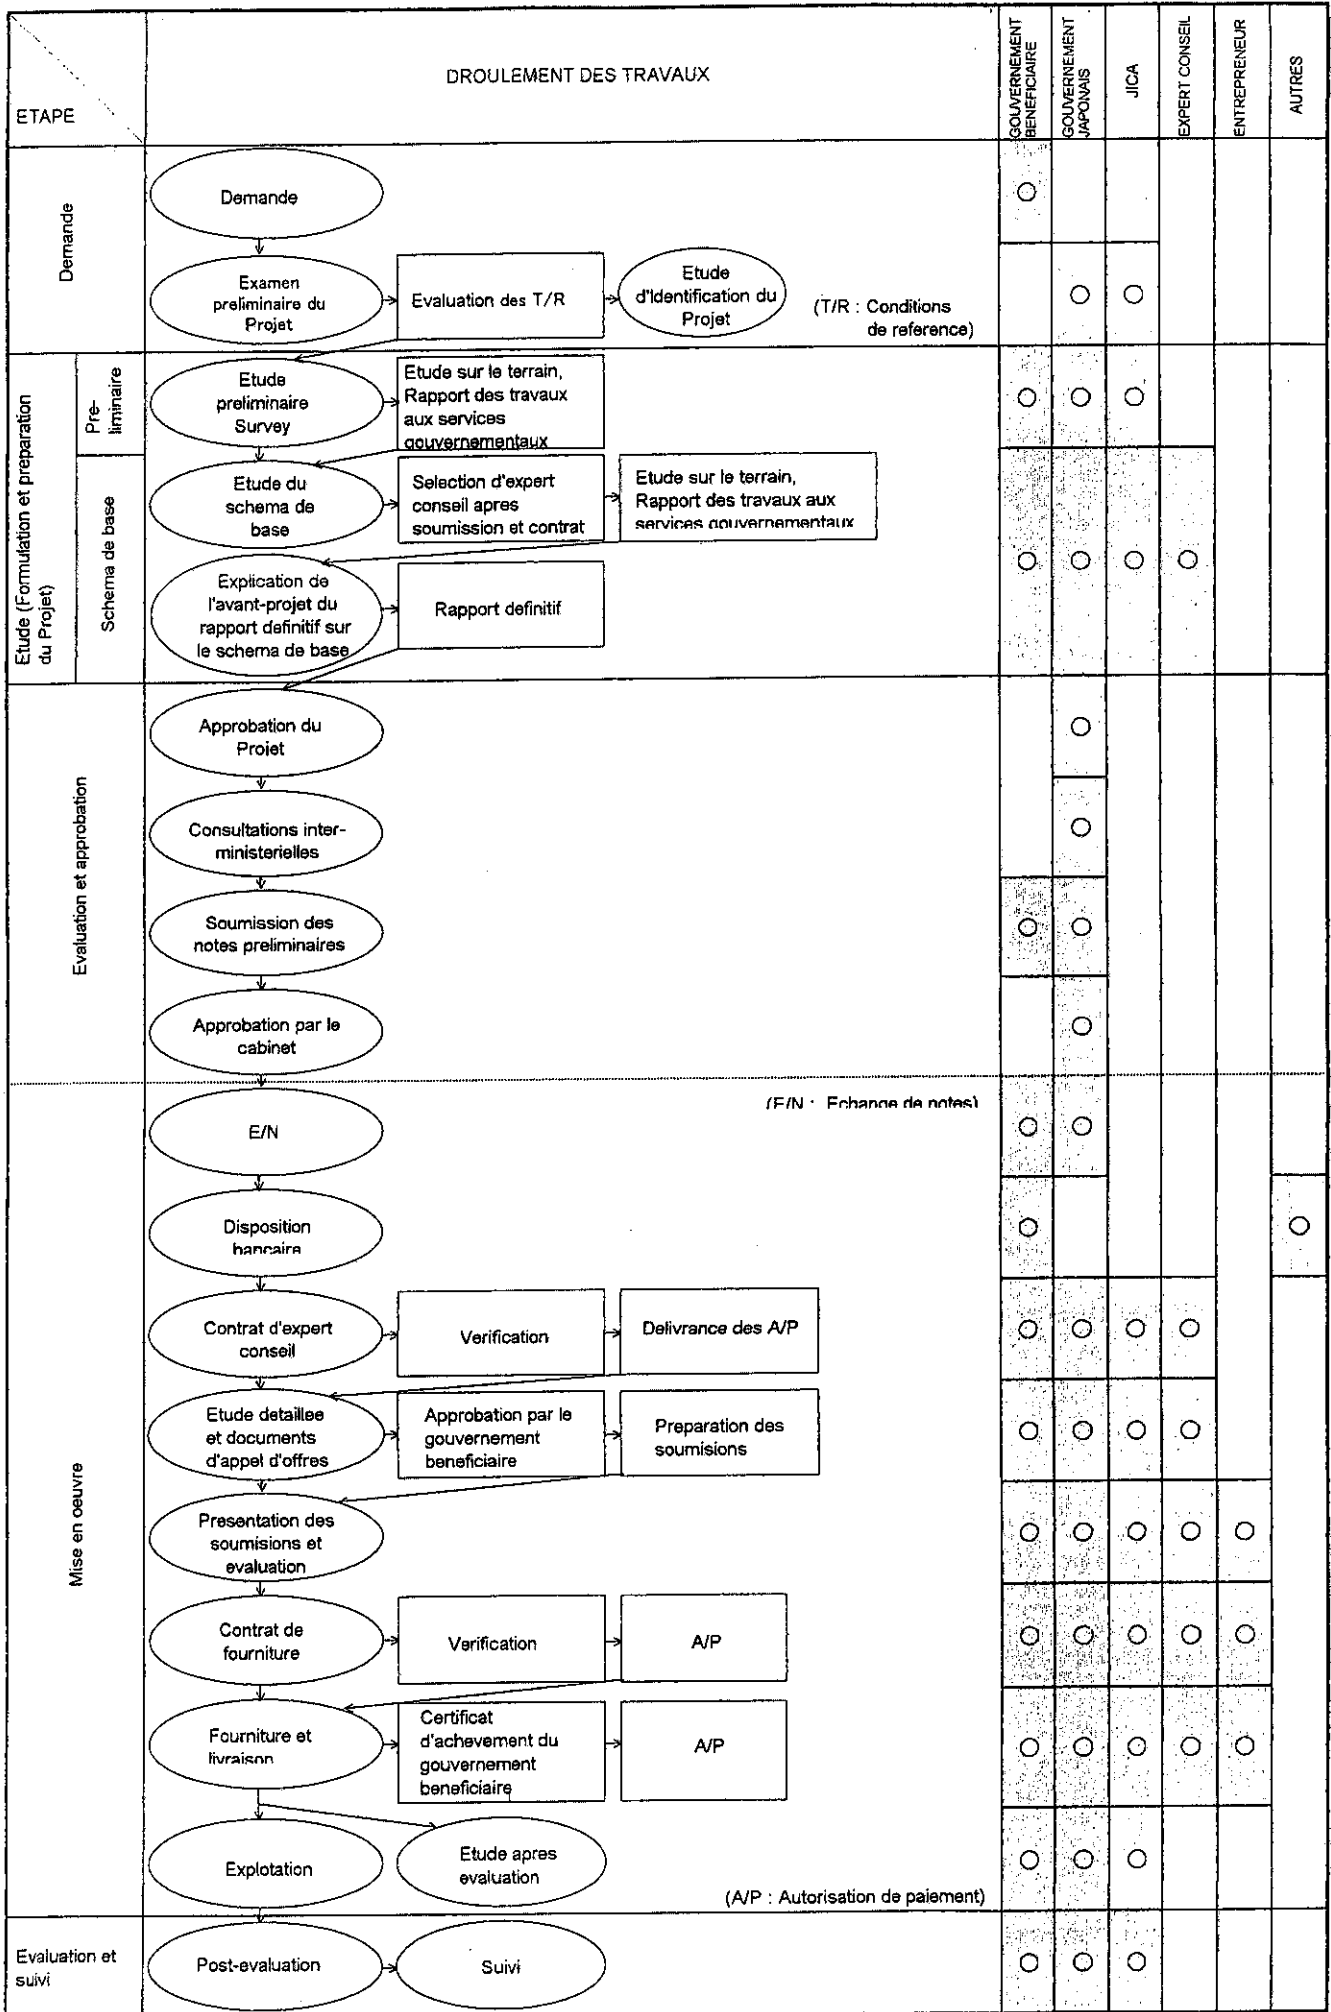 ETAPE
DROULEMENT DES TRAVAUX
GOUVERNEMENT
BENEFICIAIRE
GOUVERNEMENT
JAPONAIS
JICA
EXPERT CONSEIL
ENTREPRENEUR
AUTRES
Demande
Demande
Examen
preliminaire du
Projet
Evaluation des T/R
Etude
d'Identification du
Projet
(T/R : Conditions
de reference)
Etude (Formulation et preparation
du Projet)
Pre-
liminaire
Etude
preliminaire
Survey
Etude sur le terrain,
Rapport des travaux
aux services
gouvernementaux
Schema de base
Etude du
schema de
base
Selection d'expert
conseil apres
soumission et contrat
Etude sur le terrain,
Rapport des travaux aux
services gouvernementaux
Explication de
l'avant-projet du
rapport definitif sur
le schema de base
Rapport definitif
Evaluation et approbation
Approbation du
Projet
Consultations inter-
ministerielles
Soumission des
notes preliminaires
Approbation par le
cabinet
Mise en oeuvre
(E/N : Echange de notes)
E/N
Disposition
bancaire
Contrat d'expert
conseil
Verification
Delivrance des A/P
Etude detaillee
et documents
d'appel d'offres
Approbation par le
gouvernement
beneficiaire
Preparation des
soumisions
Presentation des
soumisions et
evaluation
Contrat de
fourniture
Verification
A/P
Fourniture et
livraison
Certificat
d'achevement du
gouvernement
beneficiaire
A/P
Explotation
Etude apres
evaluation
(A/P : Autorisation de paiement)
Evaluation et
suivi
Post-evaluation
Suivi